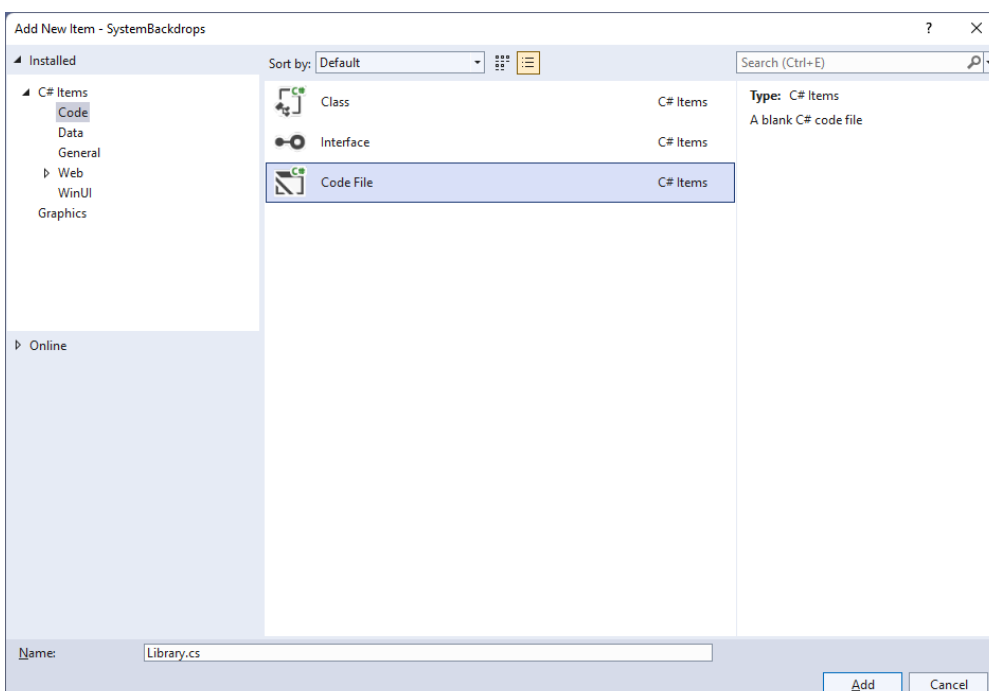 Add New Item - SystemBackdrops
Installed
Sort by: Default
Search (Ctrl+E)
C# Items
Code
Data
General
Web
WinUI
Graphics
Online
Class C# Items
Interface C# Items
Code File C# Items
Type: C# Items
A blank C# code file
Name: Library.cs
Add Cancel